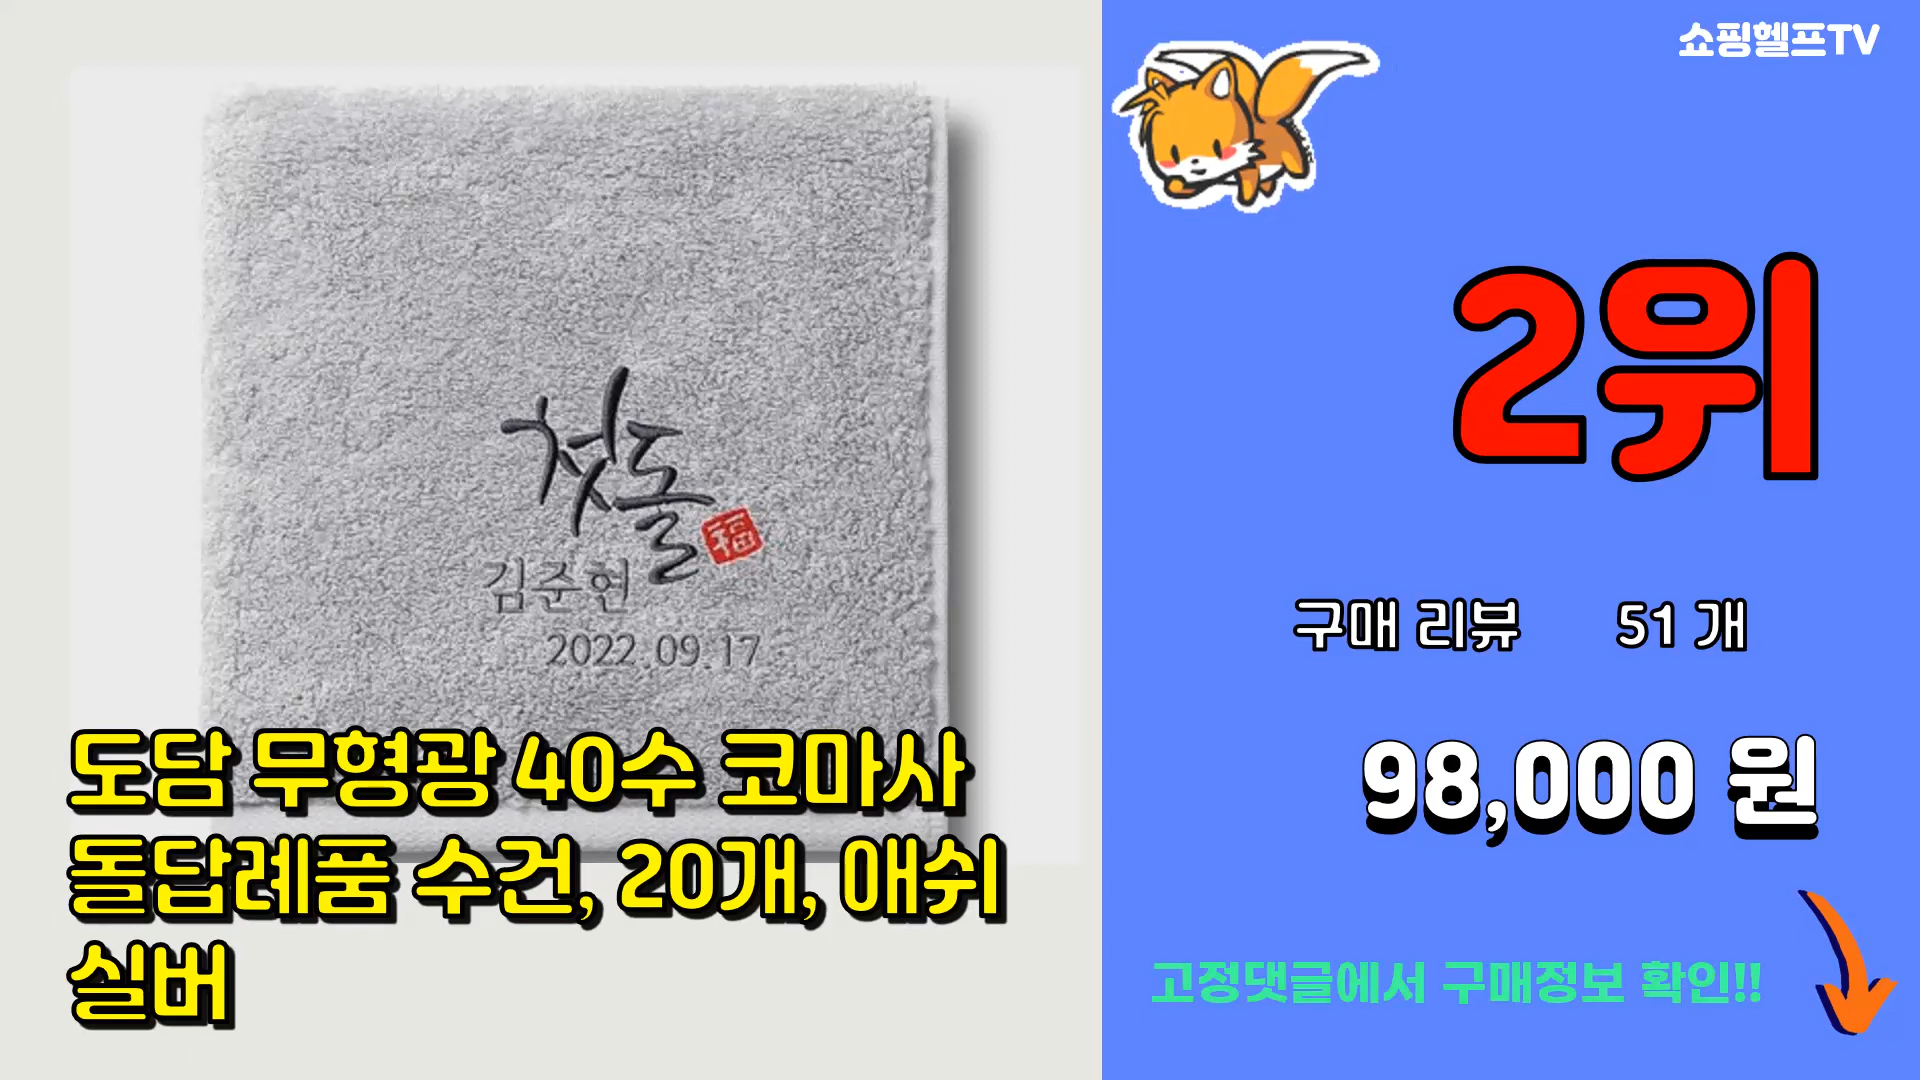 쇼핑헬프TV
2위
첫돌
福
김준현
2022.09.17
구매 리뷰 51 개
98,000 원
도담 무형광 40수 코마사
돌답례품 수건, 20개, 애쉬
실버
고정댓글에서 구매정보 확인!!